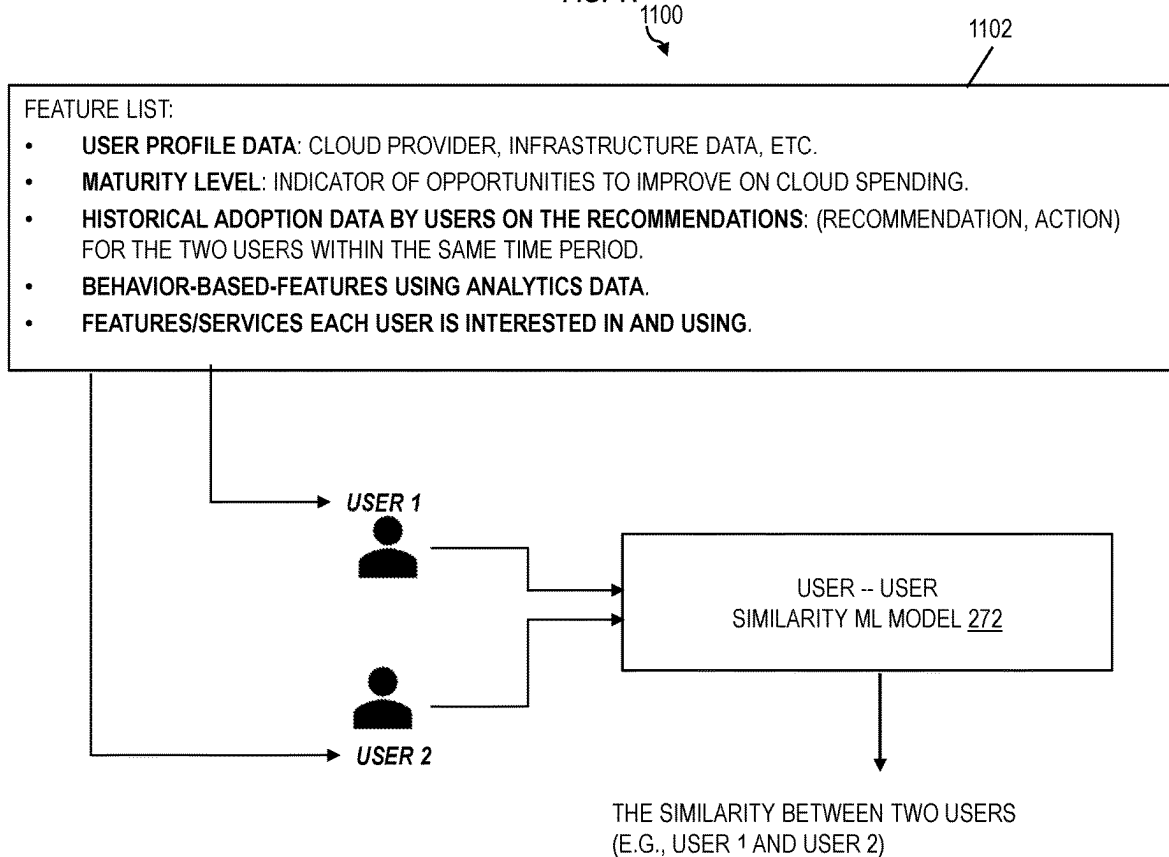 1100
1102
FEATURE LIST:
• USER PROFILE DATA: CLOUD PROVIDER, INFRASTRUCTURE DATA, ETC.
• MATURITY LEVEL: INDICATOR OF OPPORTUNITIES TO IMPROVE ON CLOUD SPENDING.
• HISTORICAL ADOPTION DATA BY USERS ON THE RECOMMENDATIONS: (RECOMMENDATION, ACTION)
FOR THE TWO USERS WITHIN THE SAME TIME PERIOD.
• BEHAVIOR-BASED-FEATURES USING ANALYTICS DATA.
• FEATURES/SERVICES EACH USER IS INTERESTED IN AND USING.
USER 1
USER -- USER
SIMILARITY ML MODEL 272
USER 2
THE SIMILARITY BETWEEN TWO USERS
(E.G., USER 1 AND USER 2)